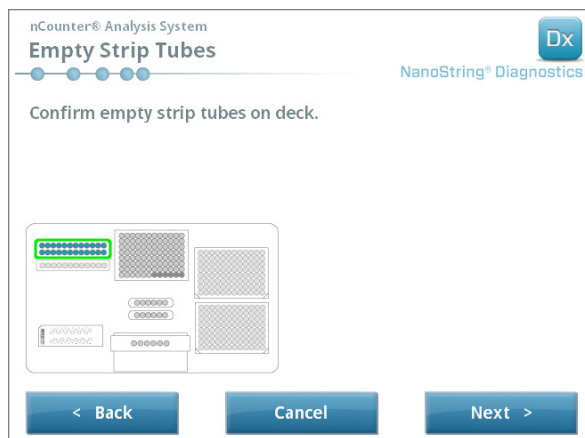 nCounter® Analysis System
Empty Strip Tubes
Dx
NanoString® Diagnostics
Confirm empty strip tubes on deck.
< Back
Cancel
Next >